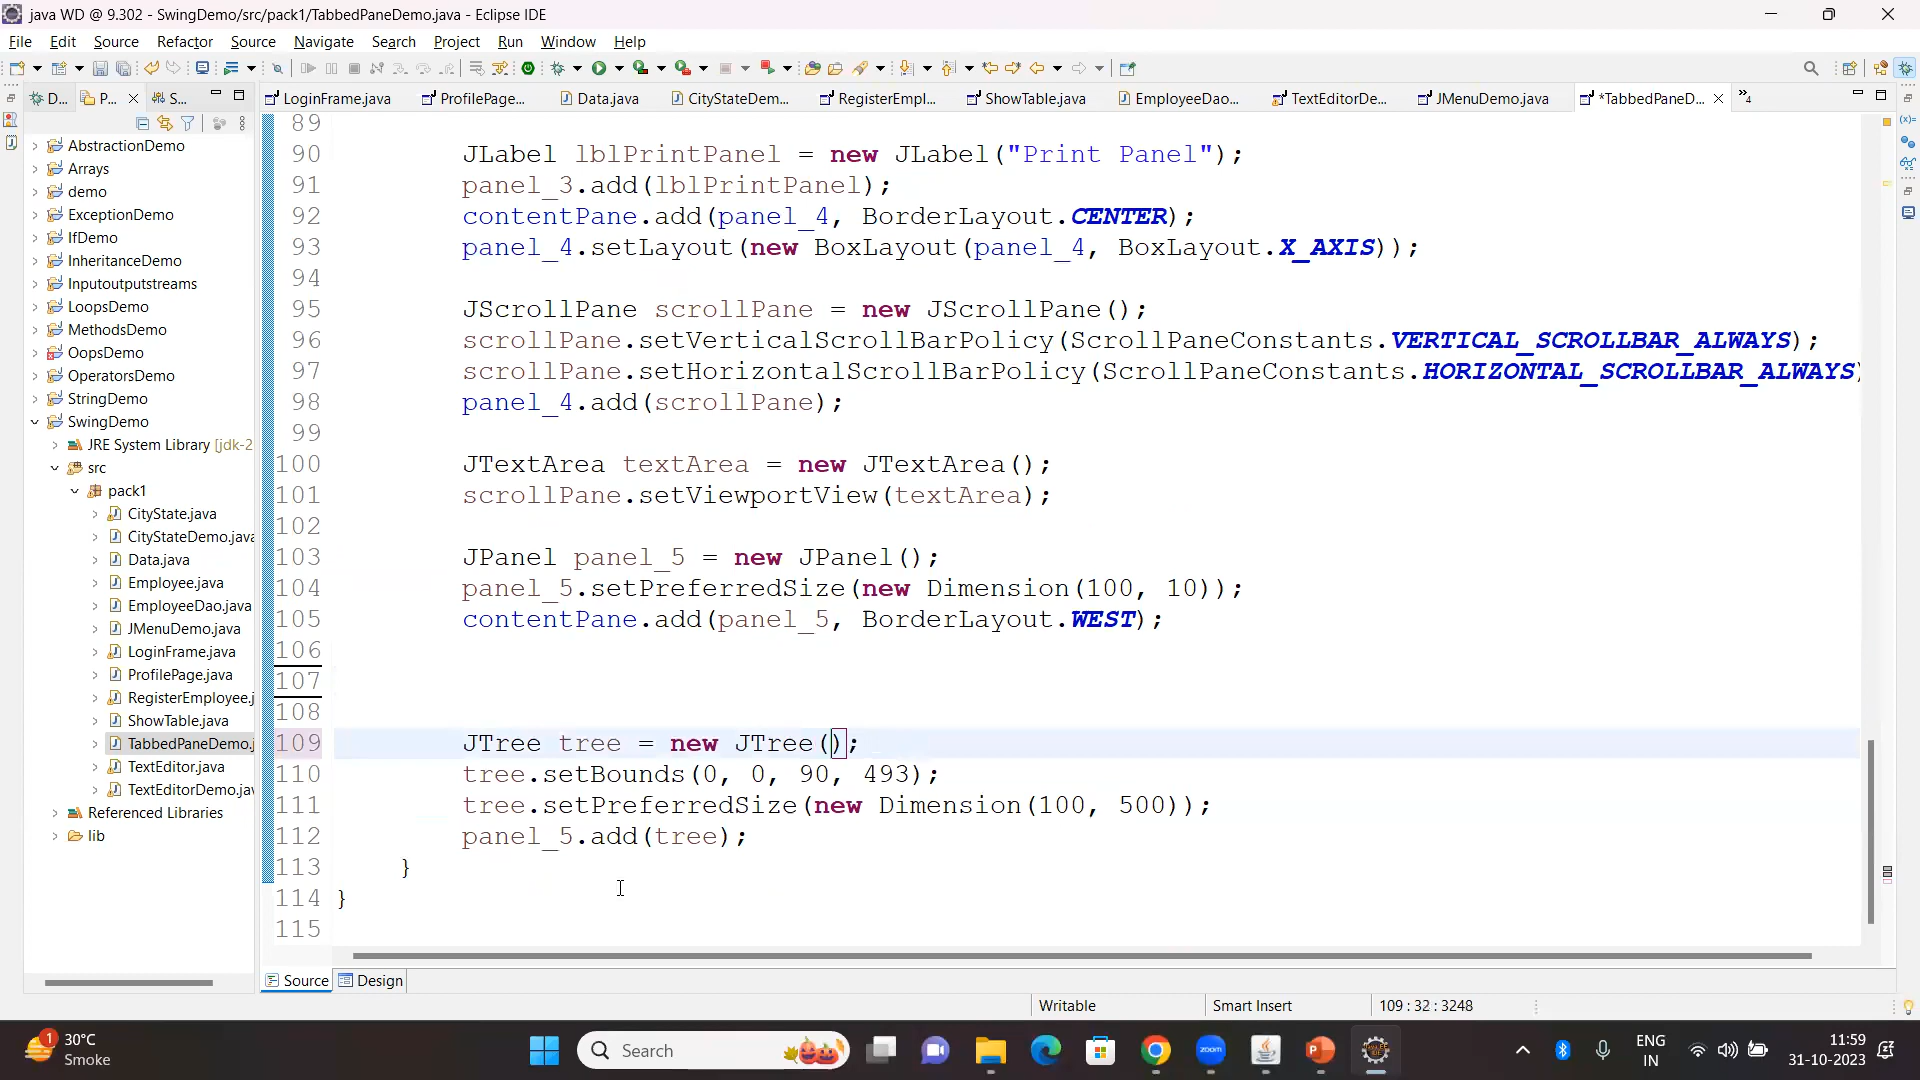 java WD @ 9.302 - SwingDemo/src/pack1/TabbedPaneDemo.java - Eclipse IDE
File Edit Source Refactor Source Navigate Search Project Run Window Help
D... P... S... LoginFrame.java ProfilePage... Data.java CityStateDem... RegisterEmpl... ShowTable.java EmployeeDao... TextEditorDe... JMenuDemo.java *TabbedPaneD... 4
AbstractionDemo
Arrays
demo
ExceptionDemo
IfDemo
InheritanceDemo
Inputoutputstreams
LoopsDemo
MethodsDemo
OopsDemo
OperatorsDemo
StringDemo
SwingDemo
JRE System Library [jdk-2
src
pack1
CityState.java
CityStateDemo.java
Data.java
Employee.java
EmployeeDao.java
JMenuDemo.java
LoginFrame.java
ProfilePage.java
RegisterEmployee.j
ShowTable.java
TabbedPaneDemo.j
TextEditor.java
TextEditorDemo.jav
Referenced Libraries
lib
89
90 JLabel lblPrintPanel = new JLabel("Print Panel");
91 panel_3.add(lblPrintPanel);
92 contentPane.add(panel_4, BorderLayout.CENTER);
93 panel_4.setLayout(new BoxLayout(panel_4, BoxLayout.X_AXIS));
94
95 JScrollPane scrollPane = new JScrollPane();
96 scrollPane.setVerticalScrollBarPolicy(ScrollPaneConstants.VERTICAL_SCROLLBAR_ALWAYS);
97 scrollPane.setHorizontalScrollBarPolicy(ScrollPaneConstants.HORIZONTAL_SCROLLBAR_ALWAYS)
98 panel_4.add(scrollPane);
99
100 JTextArea textArea = new JTextArea();
101 scrollPane.setViewportView(textArea);
102
103 JPanel panel_5 = new JPanel();
104 panel_5.setPreferredSize(new Dimension(100, 10));
105 contentPane.add(panel_5, BorderLayout.WEST);
106
107
108
109 JTree tree = new JTree();
110 tree.setBounds(0, 0, 90, 493);
111 tree.setPreferredSize(new Dimension(100, 500));
112 panel_5.add(tree);
113 }
114 }
115
Source Design
Writable Smart Insert 109 : 32 : 3248
1 30°C
Smoke
Search
zoom
ENG
IN
11:59
31-10-2023